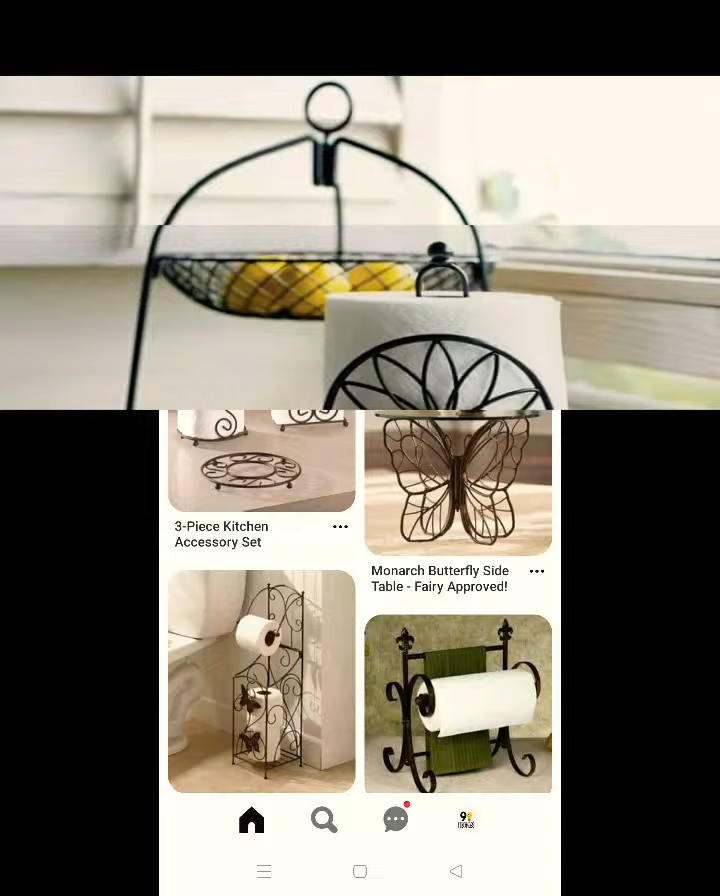 3-Piece Kitchen
Accessory Set
Monarch Butterfly Side
Table - Fairy Approved!